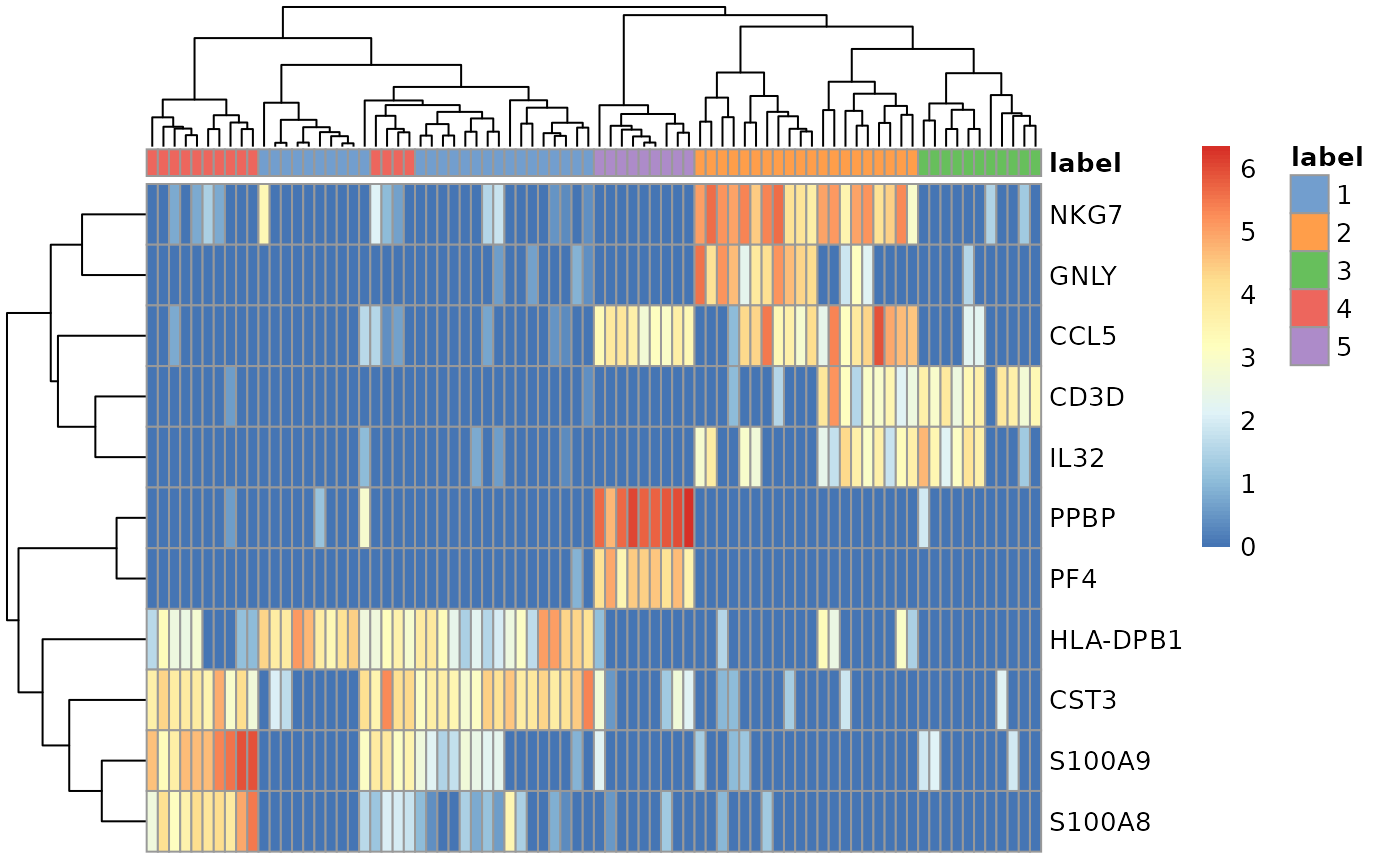 label
NKG7
GNLY
CCL5
CD3D
IL32
PPBP
PF4
HLA-DPB1
CST3
S100A9
S100A8
6
5
4
3
2
1
0
label
1
2
3
4
5